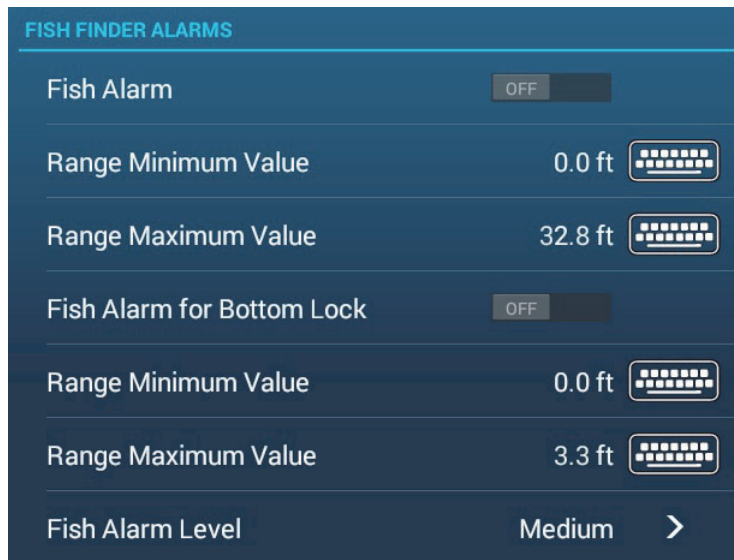 FISH FINDER ALARMS
Fish Alarm OFF
Range Minimum Value 0.0 ft
Range Maximum Value 32.8 ft
Fish Alarm for Bottom Lock OFF
Range Minimum Value 0.0 ft
Range Maximum Value 3.3 ft
Fish Alarm Level Medium